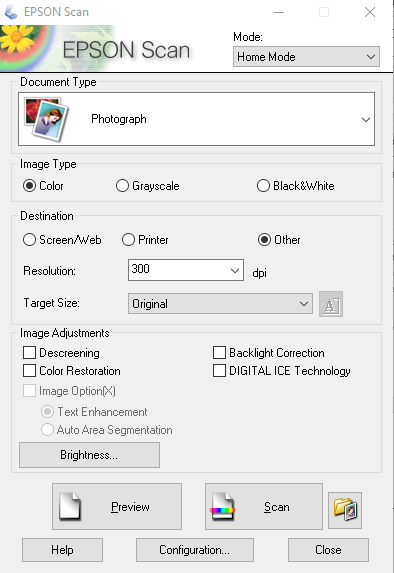 EPSON Scan
EPSON Scan
Mode:
Home Mode
Document Type
Photograph
Image Type
Color Grayscale Black&White
Destination
Screen/Web Printer Other
Resolution: 300 dpi
Target Size: Original A
Image Adjustments
Descreening Backlight Correction
Color Restoration DIGITAL ICE Technology
Image Option(X)
Text Enhancement
Auto Area Segmentation
Brightness...
Preview Scan
Help Configuration... Close